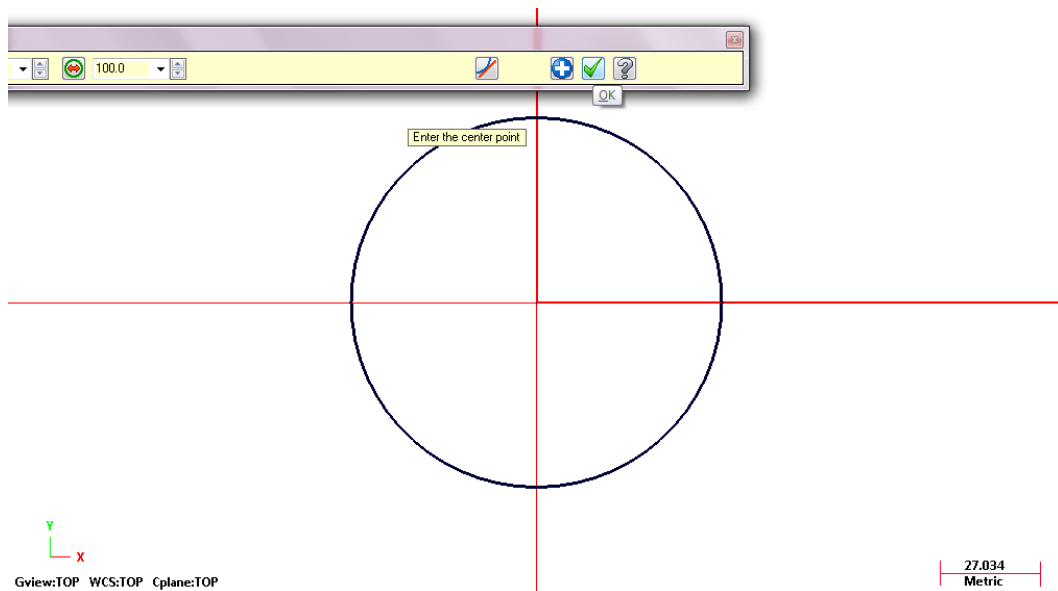 100.0
OK
Enter the center point
Y
X
Gview:TOP WCS:TOP Cplane:TOP
27.034
Metric